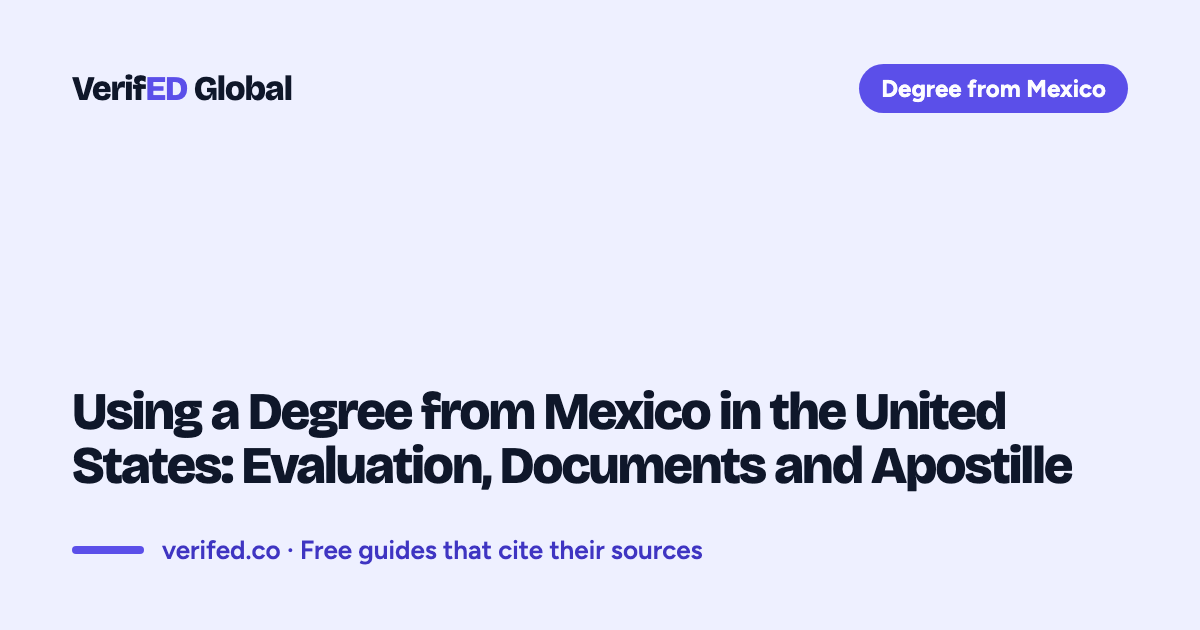 VerifED Global
Degree from Mexico
Using a Degree from Mexico in the United
States: Evaluation, Documents and Apostille
verifed.co · Free guides that cite their sources